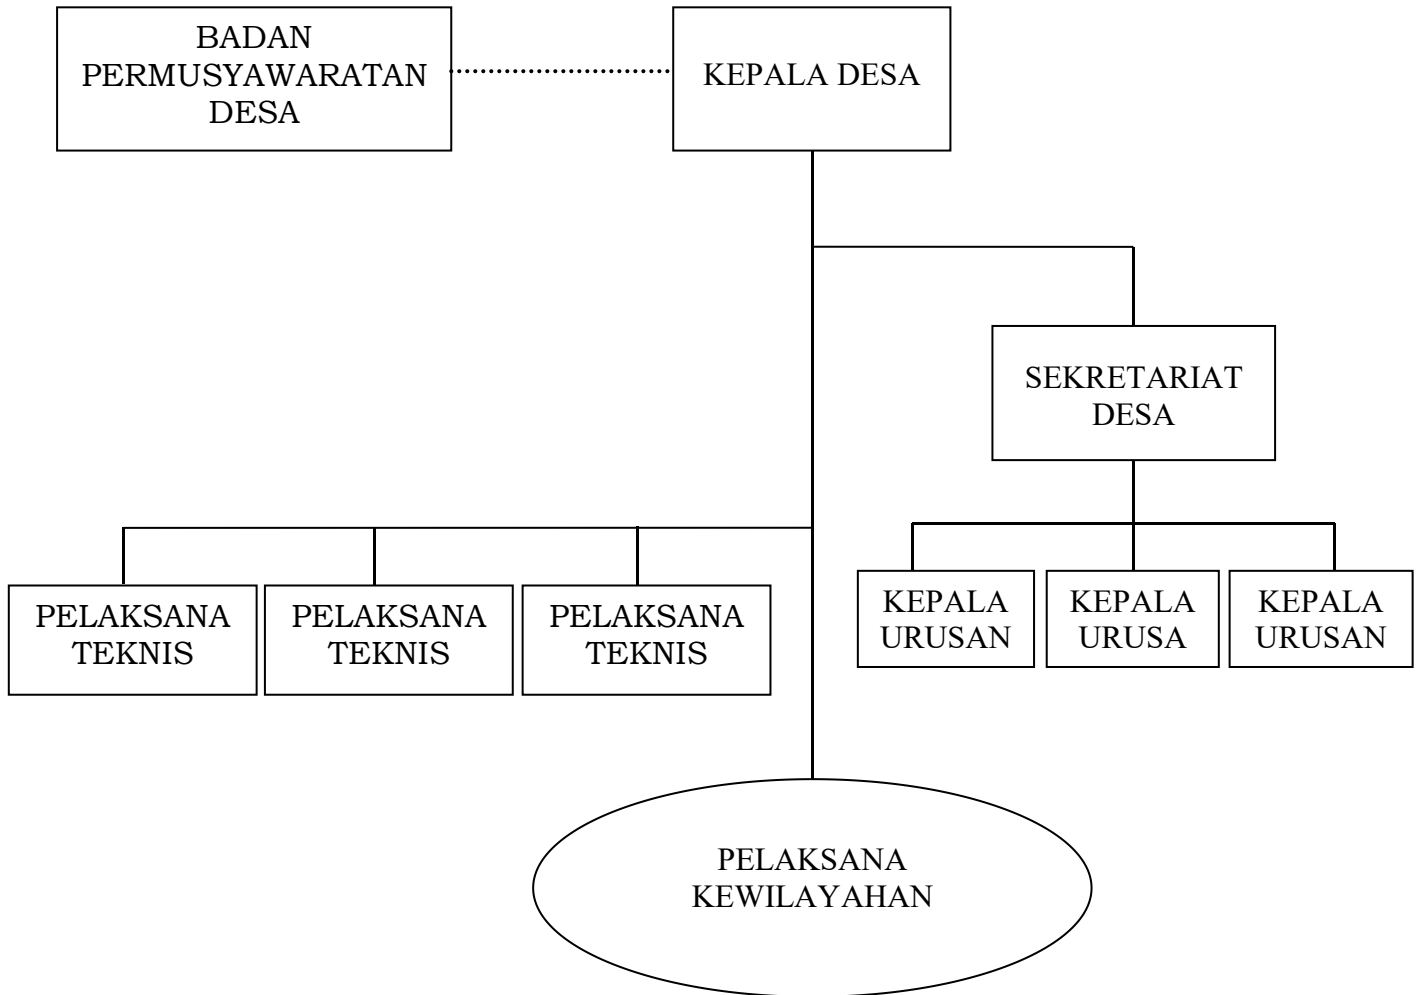 BADAN
PERMUSYAWARATAN
DESA
KEPALA DESA
SEKRETARIAT
DESA
PELAKSANA
TEKNIS
PELAKSANA
TEKNIS
PELAKSANA
TEKNIS
KEPALA
URUSAN
KEPALA
URUSA
KEPALA
URUSAN
PELAKSANA
KEWILAYAHAN